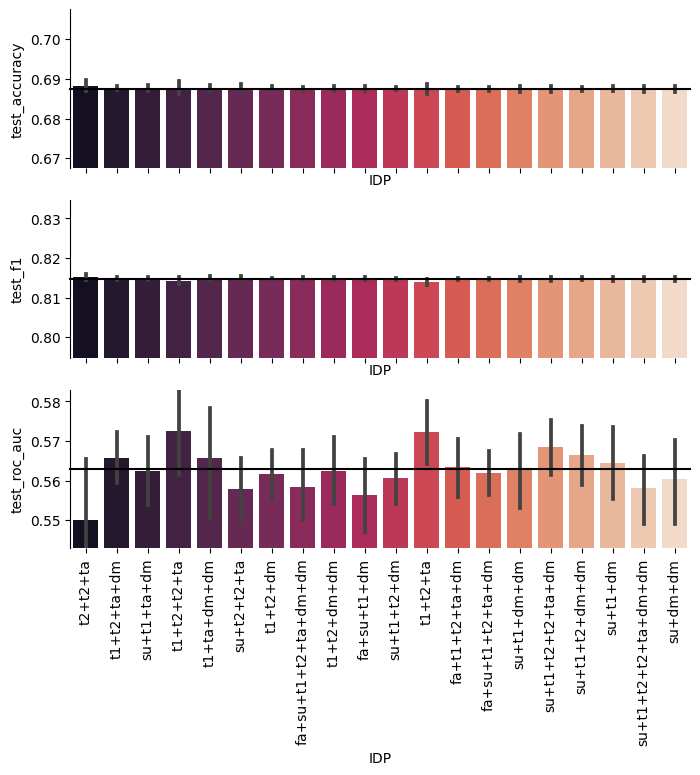 test_accuracy
0.70
0.69
0.68
0.67
IDP
test_f1
0.83
0.82
0.81
0.80
IDP
test_roc_auc
0.58
0.57
0.56
0.55
t2+t2+ta
t1+t2+ta+dm
su+t1+ta+dm
t1+t2+t2+ta
t1+ta+dm+dm
su+t2+t2+ta
t1+t2+dm
fa+su+t1+t2+ta+dm+dm
t1+t2+dm+dm
fa+su+t1+dm
su+t1+t2+dm
t1+t2+ta
fa+t1+t2+ta+dm
fa+su+t1+t2+ta+dm
su+t1+dm+dm
su+t1+t2+t2+ta+dm
su+t1+t2+dm+dm
su+t1+dm
su+t1+t2+t2+ta+dm+dm
su+dm+dm
IDP